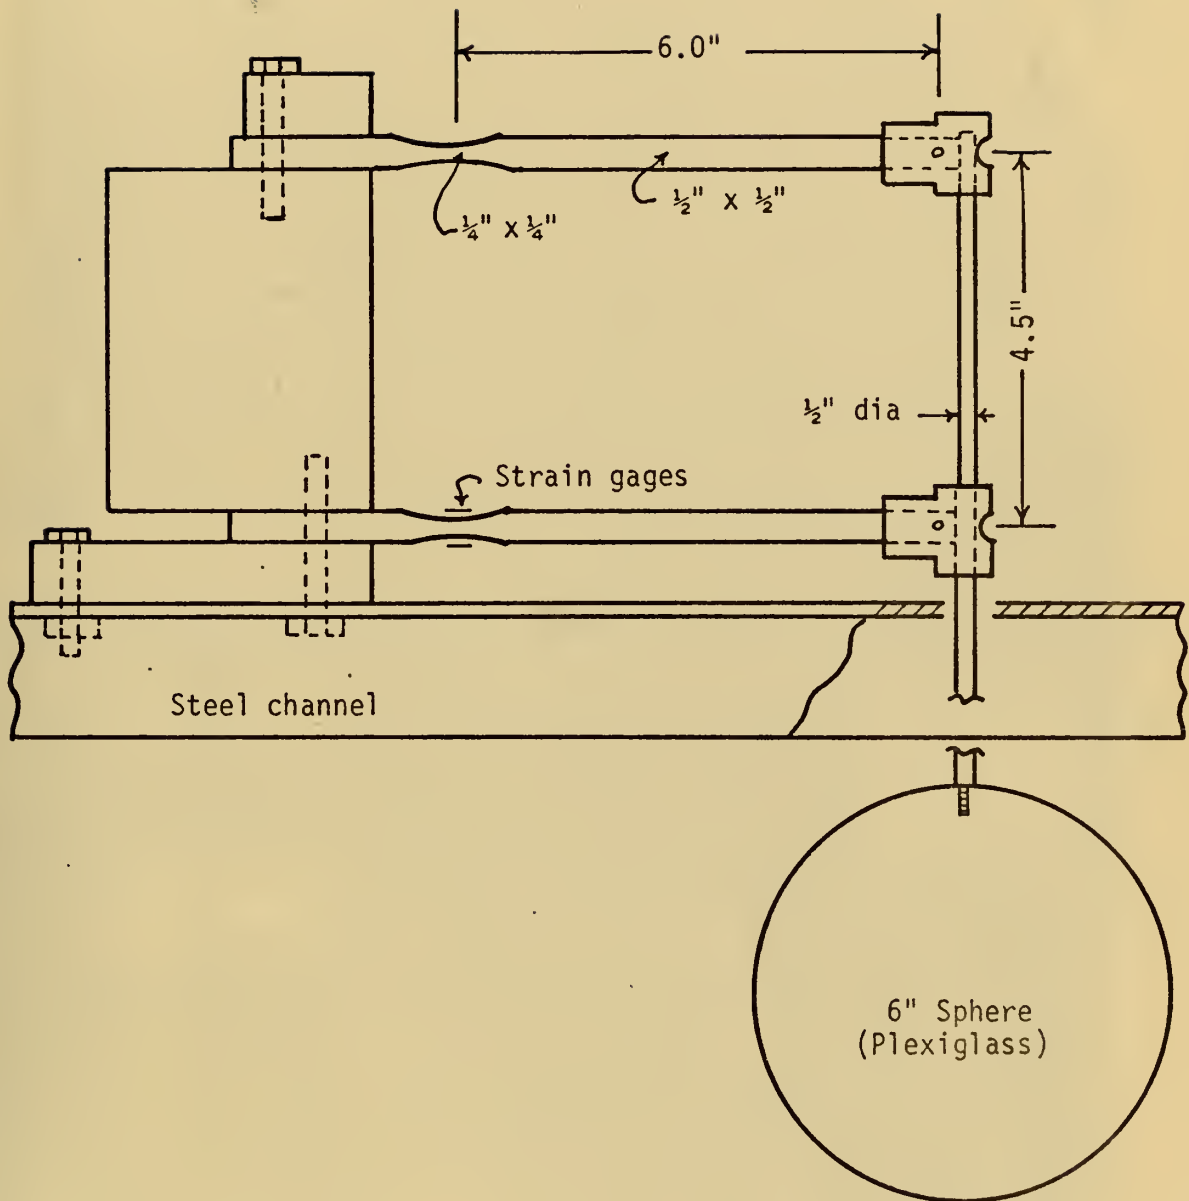 6.0"
¼" x ¼"
½" x ½"
4.5"
½" dia
Strain gages
Steel channel
6" Sphere
(Plexiglass)